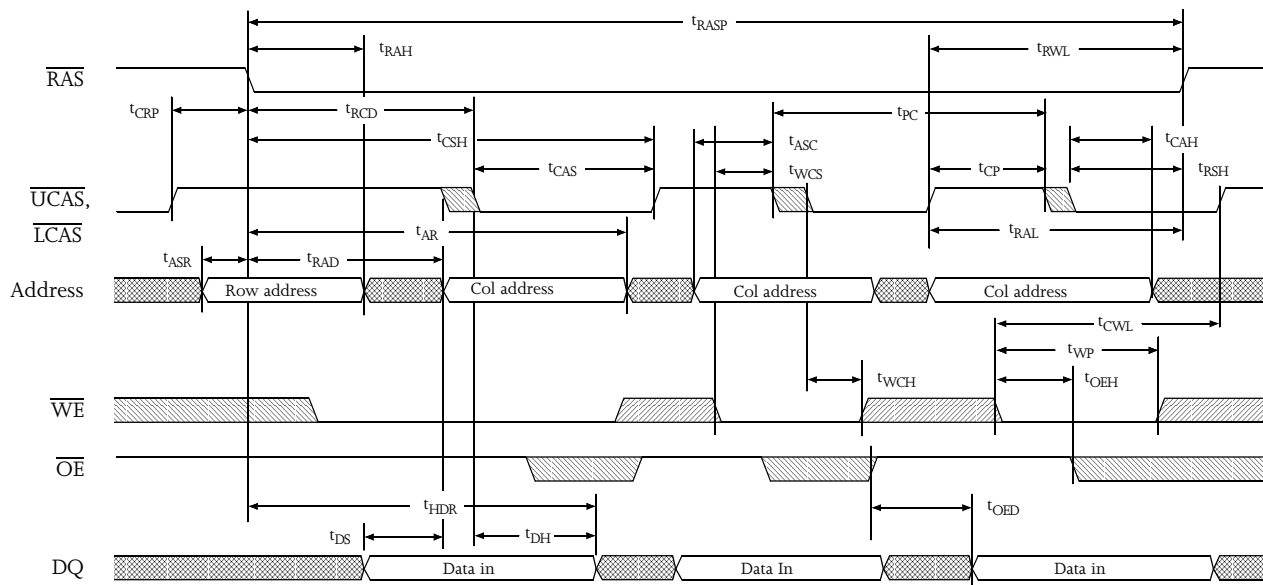 tRASP
tRAH
tRWL
RAS
tCRP
tRCD
tPC
tCSH
tASC
tCAH
tCAS
tWCS
tCP
tRSH
UCAS,
LCAS
tAR
tRAL
tASR
tRAD
Address
Row address
Col address
Col address
Col address
tCWL
tWP
tWCH
tOEH
WE
OE
tHDR
tOED
tDS
tDH
DQ
Data in
Data In
Data in